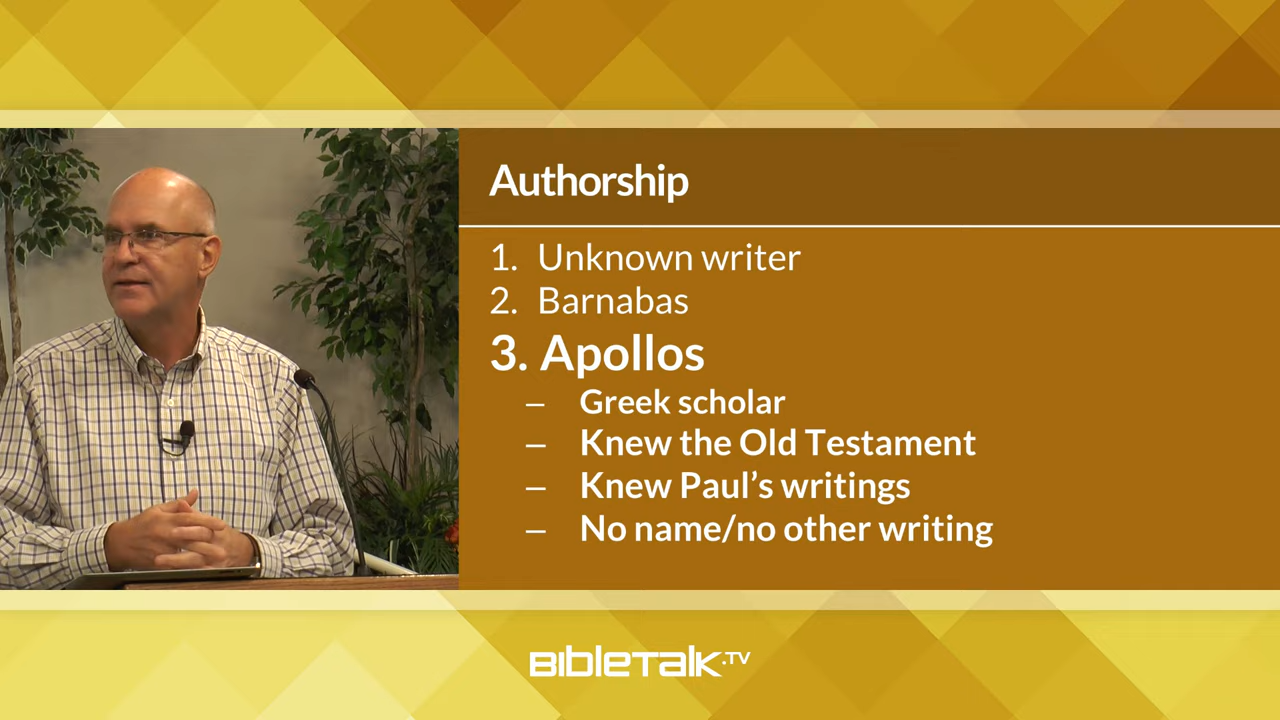 Authorship
1. Unknown writer
2. Barnabas
3. Apollos
– Greek scholar
– Knew the Old Testament
– Knew Paul’s writings
– No name/no other writing
BIBLETALK.TV